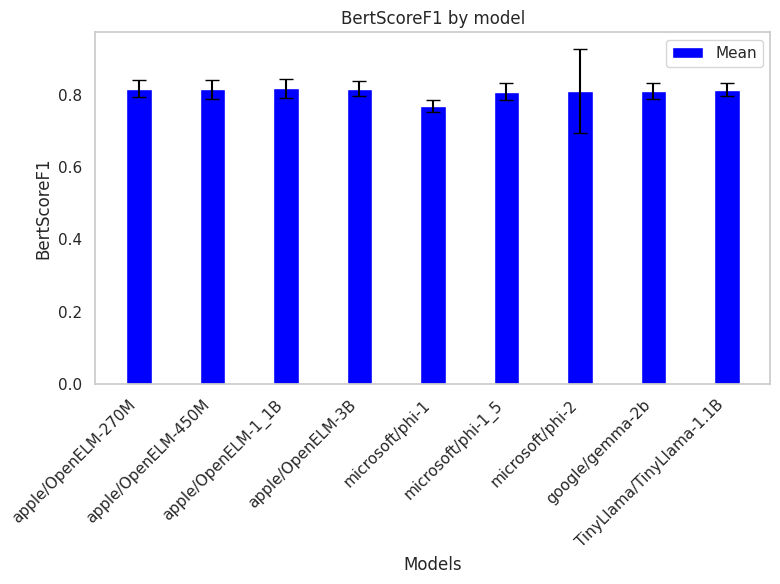 BertScoreF1 by model
Mean
BertScoreF1
0.8
0.6
0.4
0.2
0.0
apple/OpenELM-270M
apple/OpenELM-450M
apple/OpenELM-1_1B
apple/OpenELM-3B
microsoft/phi-1
microsoft/phi-1_5
microsoft/phi-2
google/gemma-2b
TinyLlama/TinyLlama-1.1B
Models